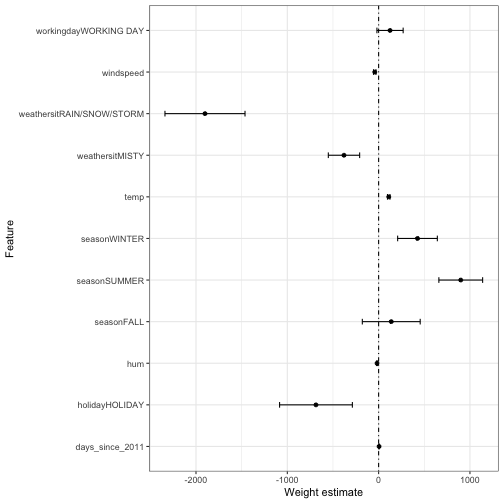 Feature
workingdayWORKING DAY
windspeed
weathersitRAIN/SNOW/STORM
weathersitMISTY
temp
seasonWINTER
seasonSUMMER
seasonFALL
hum
holidayHOLIDAY
days_since_2011
-2000 -1000 0 1000
Weight estimate